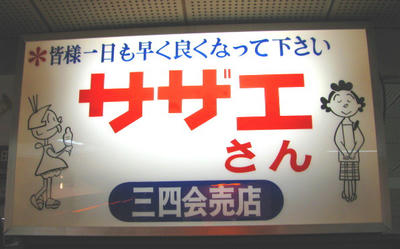 *皆様一日も早く良くなって下さい
サザエ
さん
三四会売店